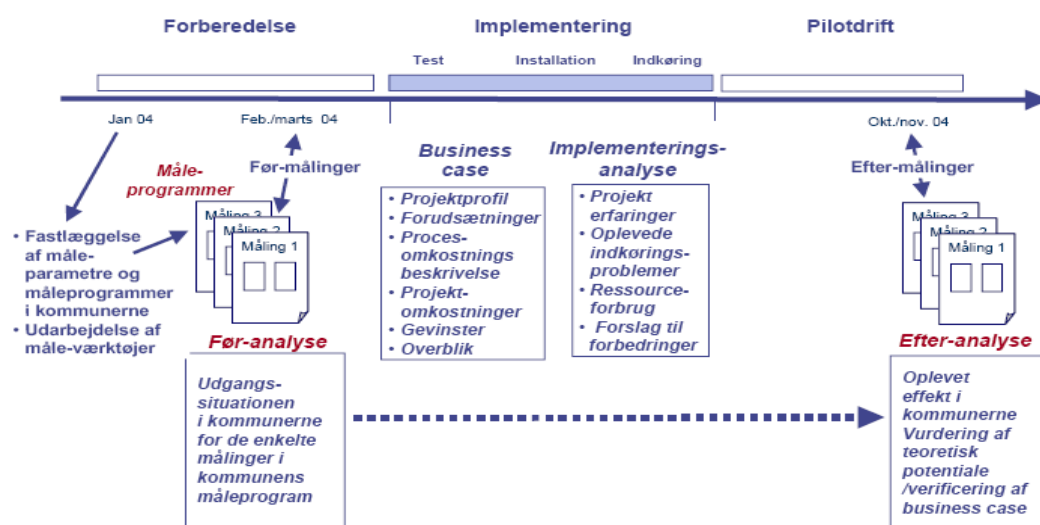 Forberedelse
Implementering
Pilotdrift
Test
Installation
Indkøring
Jan 04
Feb./marts 04
Okt./nov. 04
Måle-
programmer
Før-målinger
Måling 3
Måling 2
Måling 1
• Fastlæggelse
af måle-
parametre og
måleprogrammer
i kommunerne
• Udarbejdelse af
måle-værktøjer
Før-analyse
Udgangs-
situationen
i kommunerne
for de enkelte
målinger i
kommunens
måleprogram
Business
case
• Projektprofil
• Forudsætninger
• Proces-
omkostnings
beskrivelse
• Projekt-
omkostninger
• Gevinster
• Overblik
Implementerings-
analyse
• Projekt
erfaringer
• Oplevede
indkørings-
problemer
• Ressource-
forbrug
• Forslag til
forbedringer
Efter-målinger
Måling 3
Måling 2
Måling 1
Efter-analyse
Oplevet
effekt i
kommunerne
Vurdering af
teoretisk
potentiale
/verificering af
business case